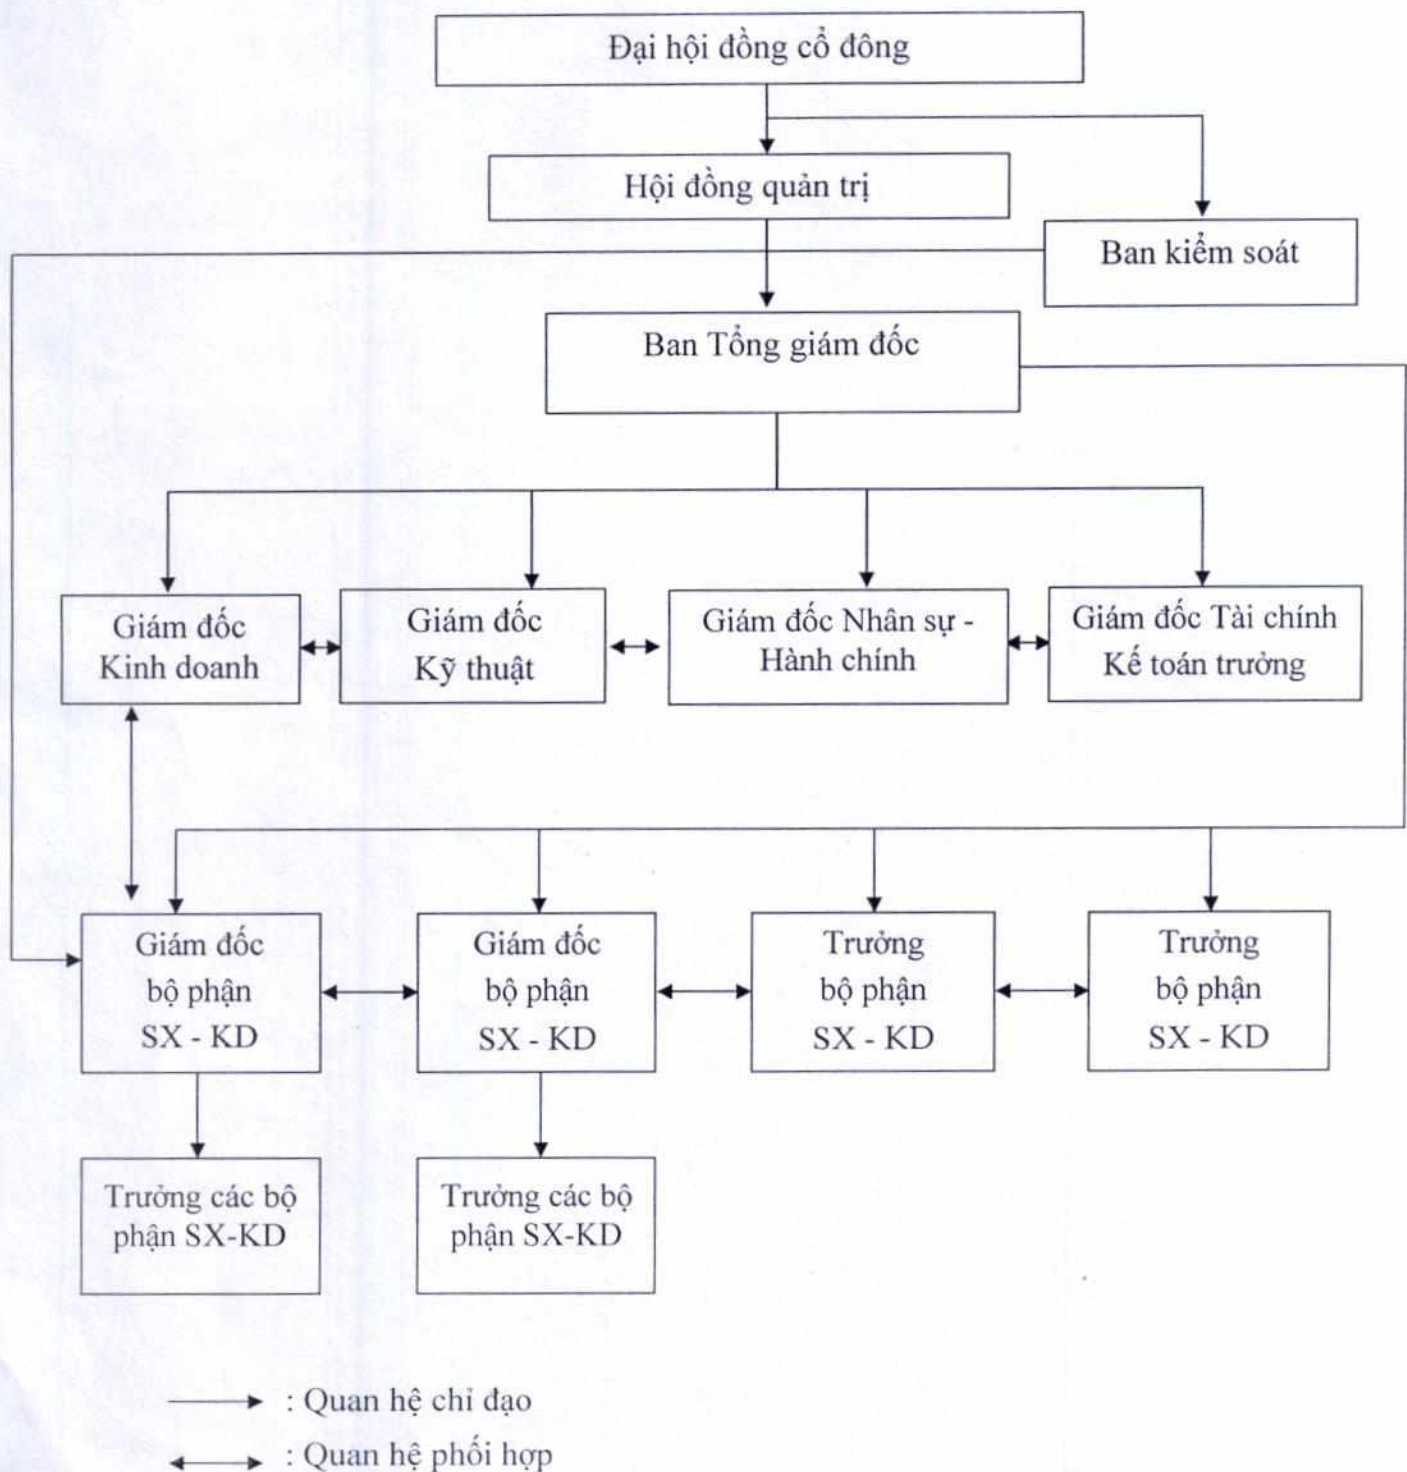 Đại hội đồng cổ đông
Hội đồng quản trị
Ban kiểm soát
Ban Tổng giám đốc
Giám đốc
Kinh doanh
Giám đốc
Kỹ thuật
Giám đốc Nhân sự -
Hành chính
Giám đốc Tài chính
Kế toán trưởng
Giám đốc
bộ phận
SX - KD
Giám đốc
bộ phận
SX - KD
Trưởng
bộ phận
SX - KD
Trưởng
bộ phận
SX - KD
Trưởng các bộ
phận SX-KD
Trưởng các bộ
phận SX-KD
: Quan hệ chỉ đạo
: Quan hệ phối hợp